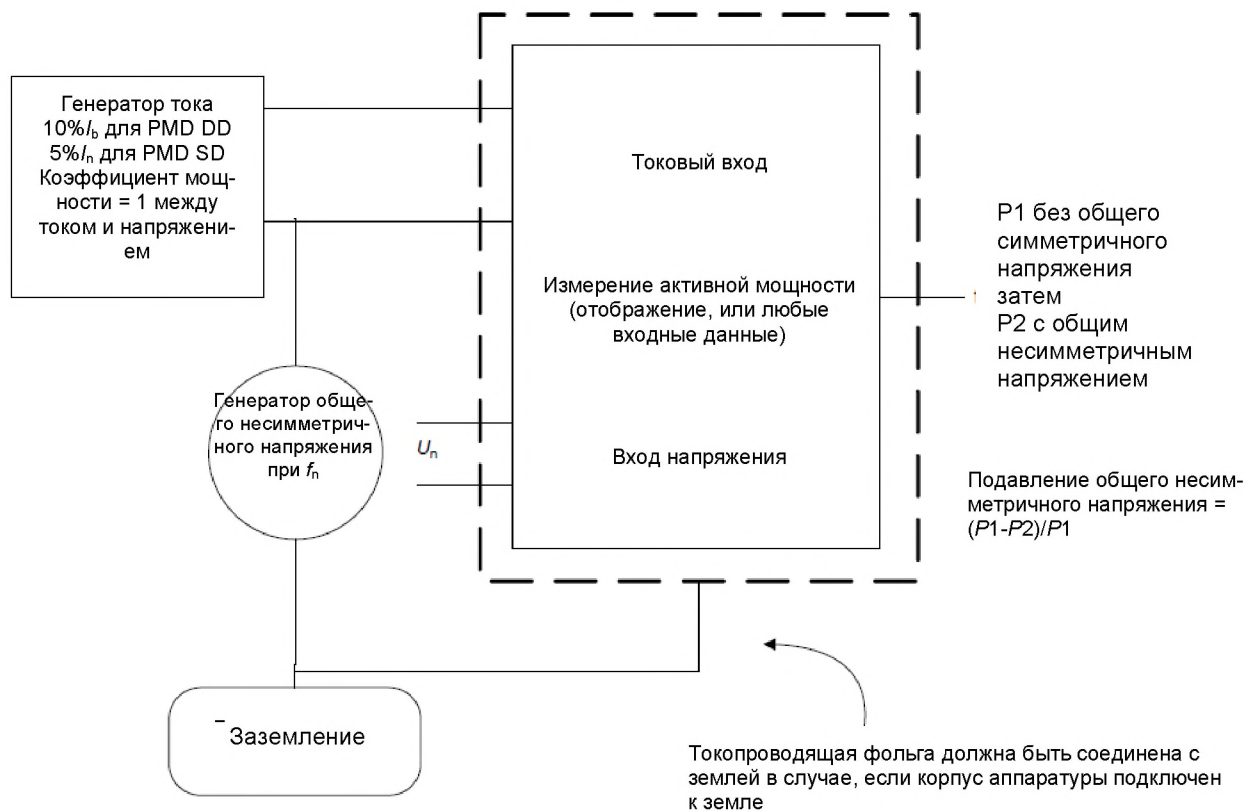 Генератор тока
10%Ib для PMD DD
5%In для PMD SD
Коэффициент мощ-
ности = 1 между
током и напряжени-
ем
Токовый вход
Измерение активной мощности
(отображение, или любые
входные данные)
Вход напряжения
P1 без общего
симметричного
напряжения
затем
P2 с общим
несимметричным
напряжением
Генератор обще-
го несимметрич-
ного напряжения
при fn
Un
Подавление общего несим-
метричного напряжения =
(P1-P2)/P1
Заземление
Токопроводящая фольга должна быть соединена с
землей в случае, если корпус аппаратуры подключен
к земле